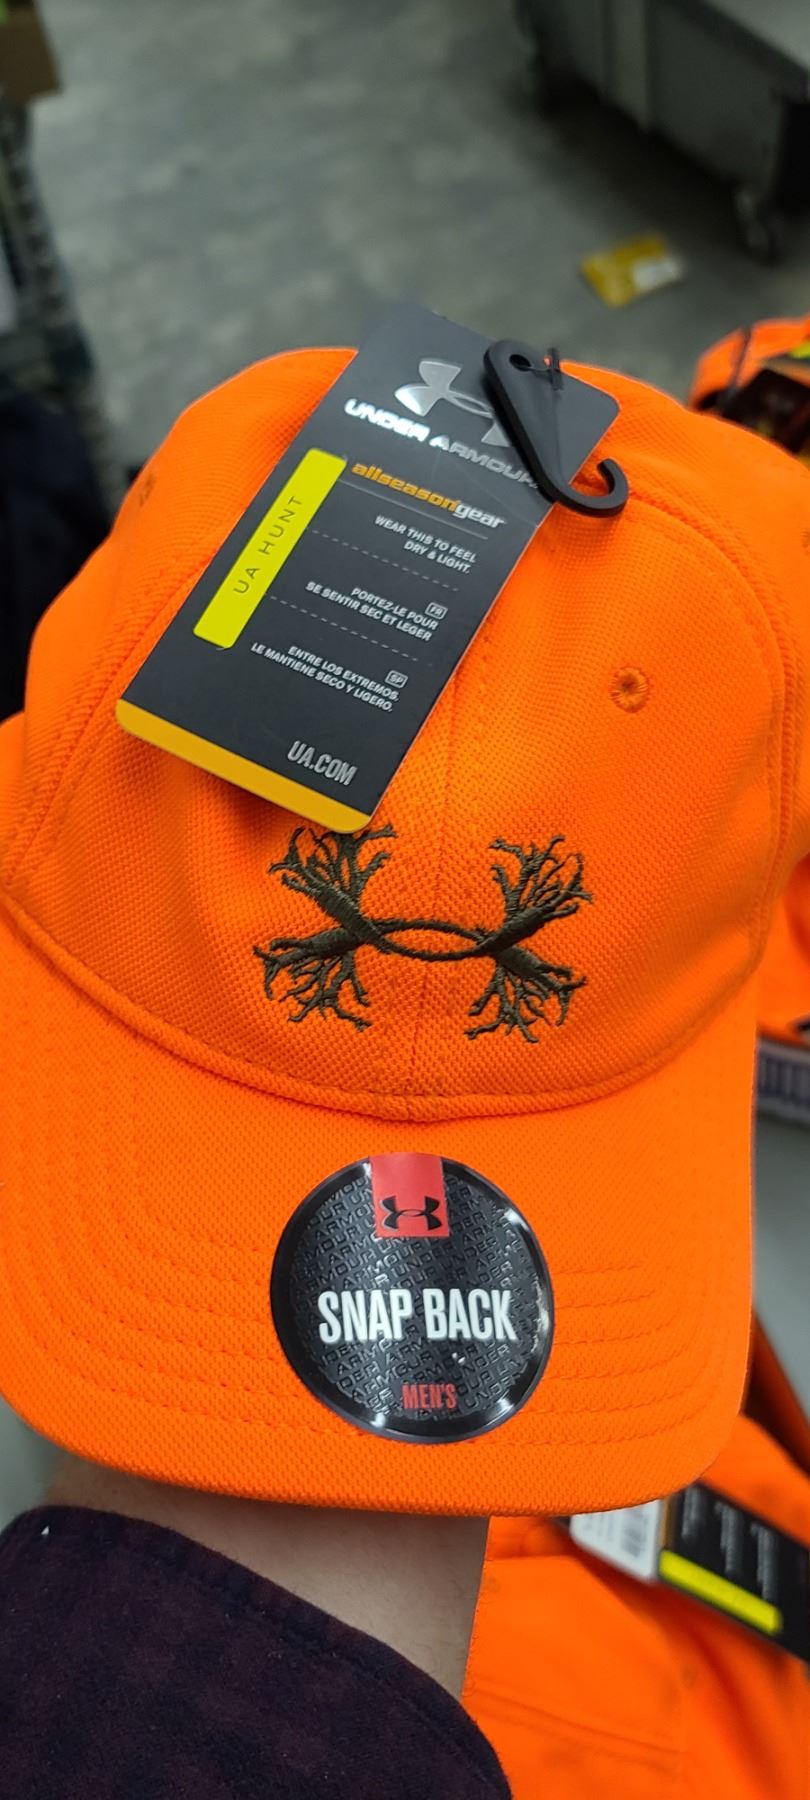 UNDER ARMOUR
allseasongear
UA HUNT
WEAR THIS TO FEEL
DRY & LIGHT.
FR
PORTEZ-LE POUR
SE SENTIR SEC ET LEGER
SP
ENTRE LOS EXTREMOS.
LE MANTIENE SECO Y LIGERO.
UA.COM
SNAP BACK
MEN'S